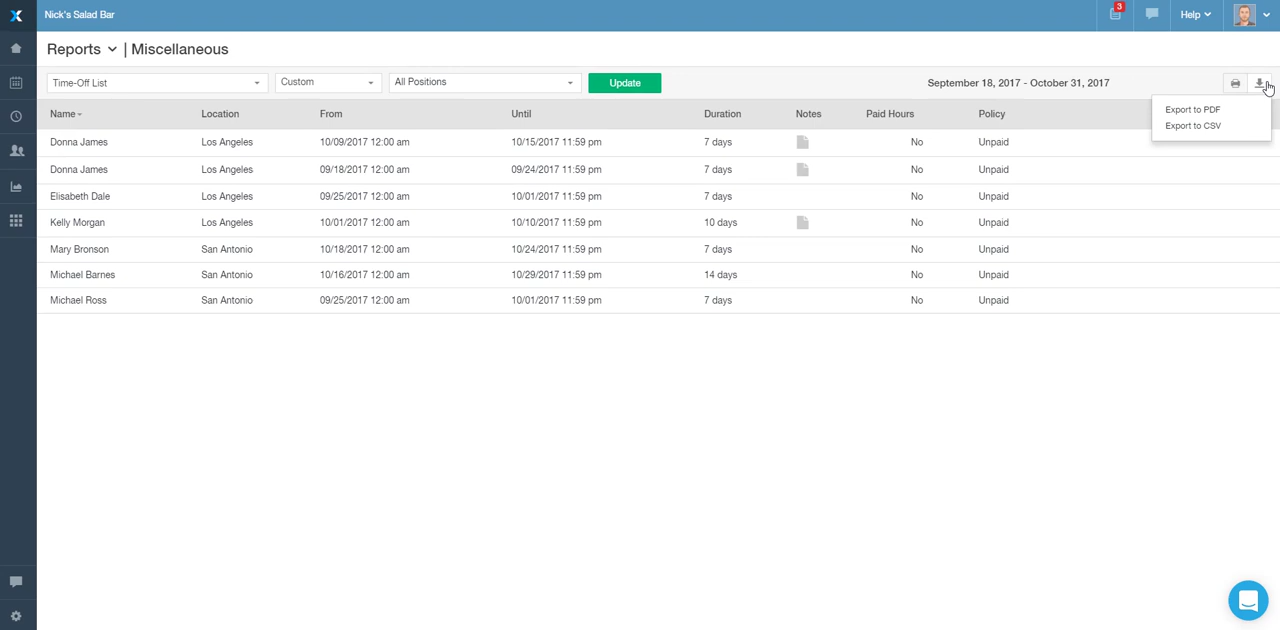 Nick's Salad Bar 3 Help
Reports | Miscellaneous
Time-Off List Custom All Positions Update September 18, 2017 - October 31, 2017
Export to PDF
Export to CSV
Name Location From Until Duration Notes Paid Hours Policy
Donna James Los Angeles 10/09/2017 12:00 am 10/15/2017 11:59 pm 7 days No Unpaid
Donna James Los Angeles 09/18/2017 12:00 am 09/24/2017 11:59 pm 7 days No Unpaid
Elisabeth Dale Los Angeles 09/25/2017 12:00 am 10/01/2017 11:59 pm 7 days No Unpaid
Kelly Morgan Los Angeles 10/01/2017 12:00 am 10/10/2017 11:59 pm 10 days No Unpaid
Mary Bronson San Antonio 10/18/2017 12:00 am 10/24/2017 11:59 pm 7 days No Unpaid
Michael Barnes San Antonio 10/16/2017 12:00 am 10/29/2017 11:59 pm 14 days No Unpaid
Michael Ross San Antonio 09/25/2017 12:00 am 10/01/2017 11:59 pm 7 days No Unpaid